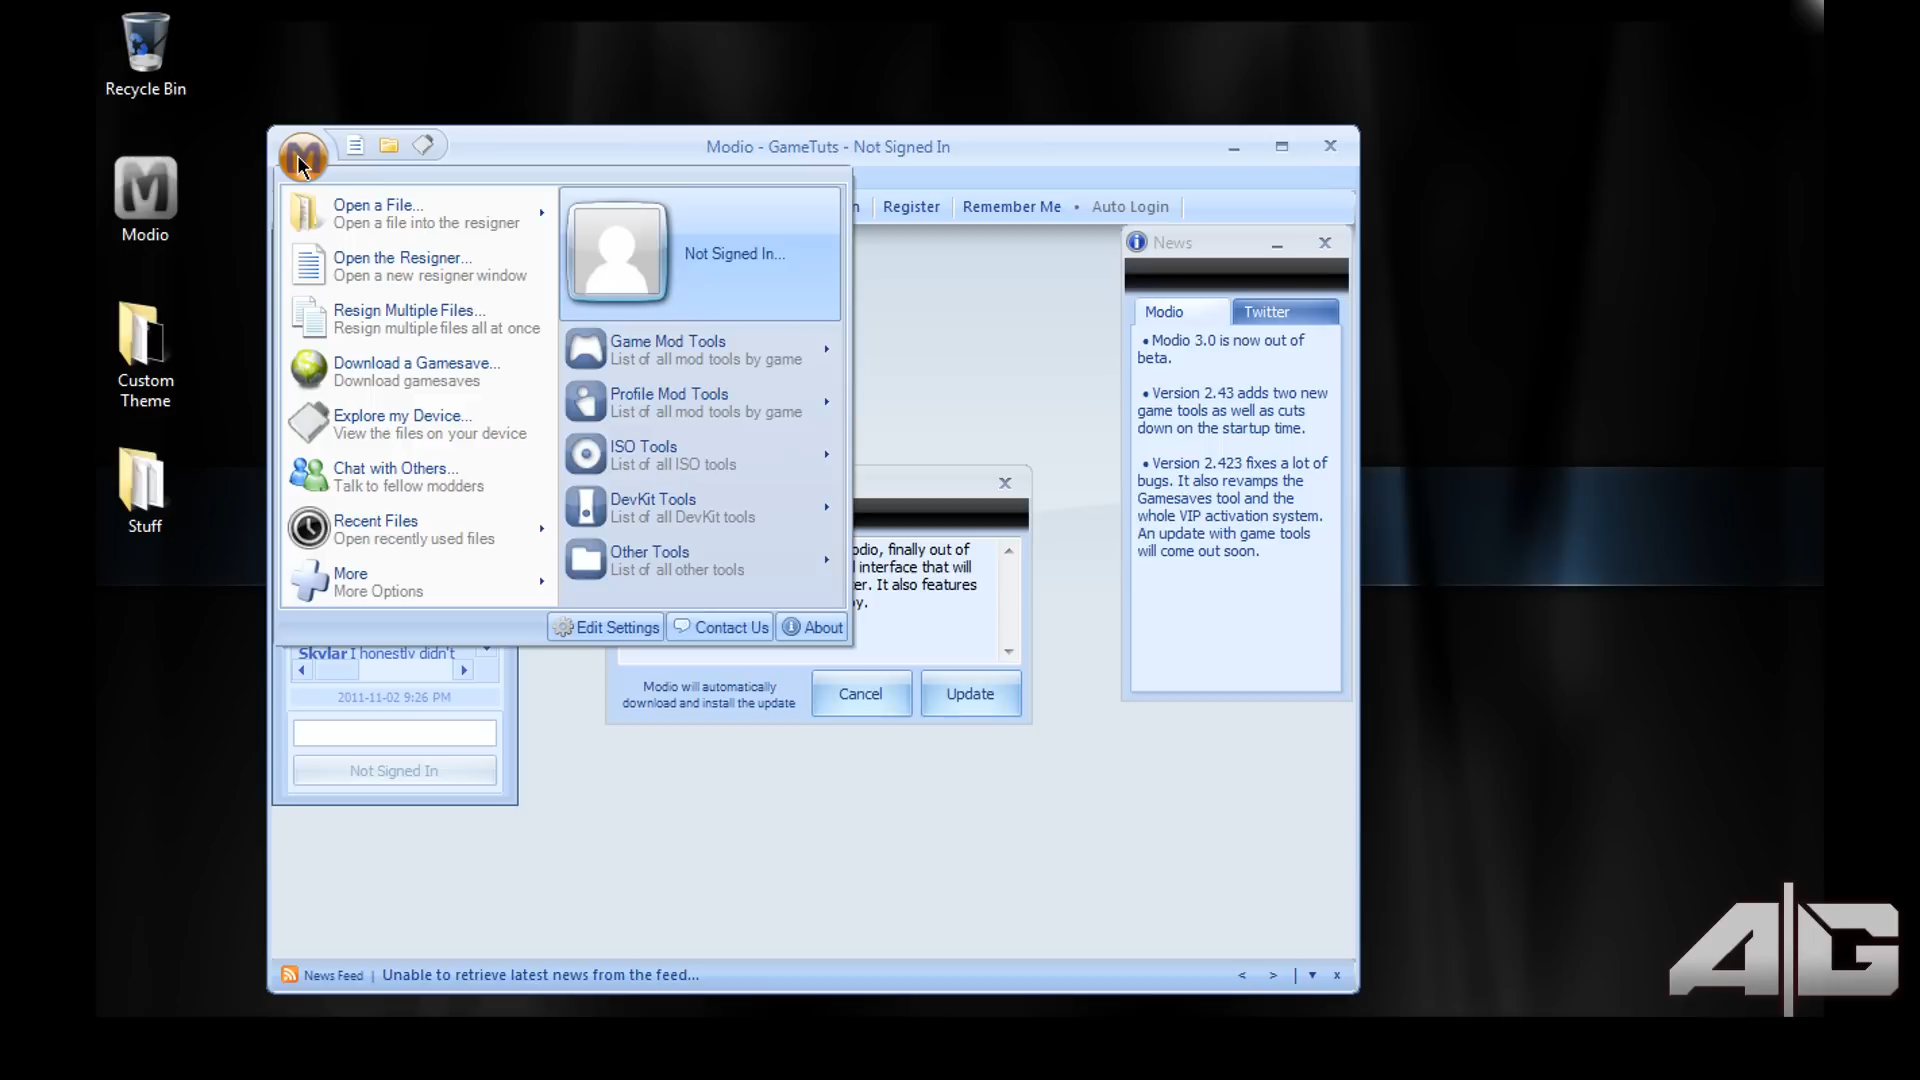 Recycle Bin
Modio
Custom
Theme
Stuff
M
Modio - GameTuts - Not Signed In
Register
Remember Me • Auto Login
Open a File...
Open a file into the resigner
Open the Resigner...
Open a new resigner window
Resign Multiple Files...
Resign multiple files all at once
Download a Gamesave...
Download gamesaves
Explore my Device...
View the files on your device
Chat with Others...
Talk to fellow modders
Recent Files
Open recently used files
More
More Options
Not Signed In...
Game Mod Tools
List of all mod tools by game
Profile Mod Tools
List of all mod tools by game
ISO Tools
List of all ISO tools
DevKit Tools
List of all DevKit tools
Other Tools
List of all other tools
Edit Settings
Contact Us
About
Skylar I honestly didn't
2011-11-02 9:26 PM
Not Signed In
finally out of
interface that will
It also features
Modio will automatically
download and install the update
Cancel
Update
News
Modio
Twitter
• Modio 3.0 is now out of
beta.
• Version 2.43 adds two new
game tools as well as cuts
down on the startup time.
• Version 2.423 fixes a lot of
bugs. It also revamps the
Gamesaves tool and the
whole VIP activation system.
An update with game tools
will come out soon.
News Feed | Unable to retrieve latest news from the feed...
A|G